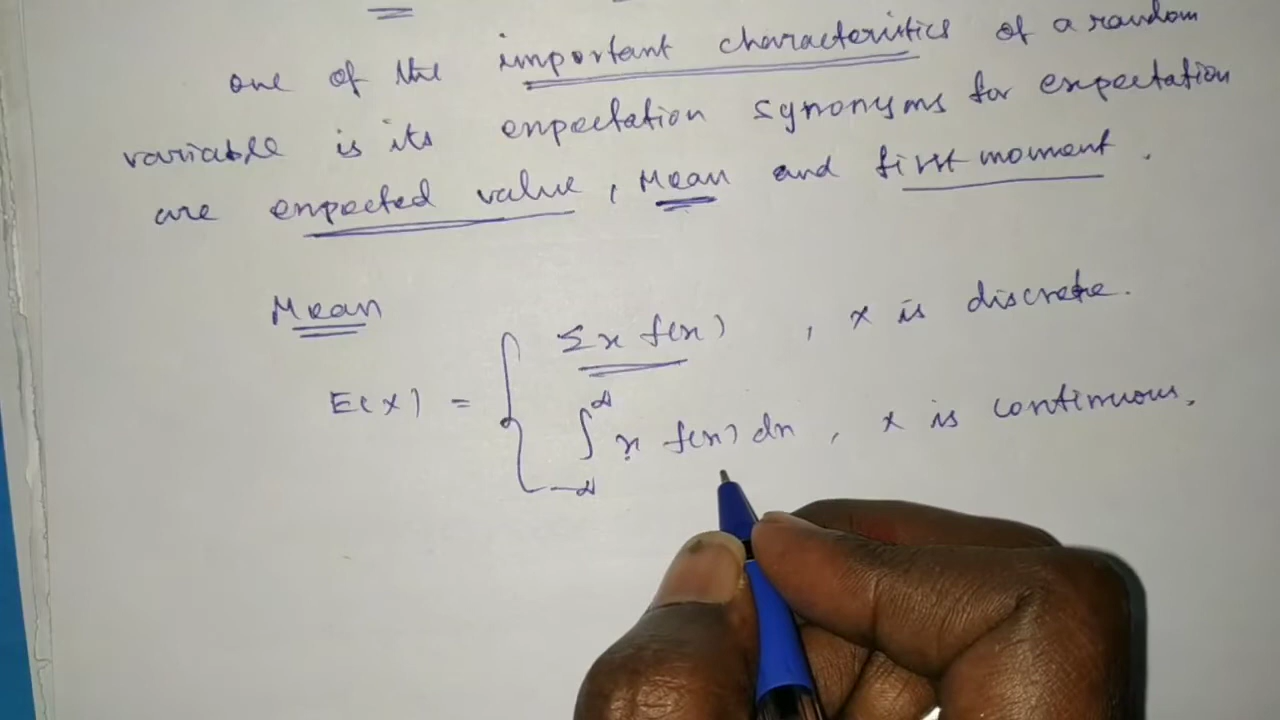 one of the important characteristics of a random
variable is its expectation synonyms for expectation
are expected value, Mean and first moment.
Mean
E(X) = { Σx f(x) , x is discrete.
∫_{-∞}^{∞} x f(x) dx , x is continuous.